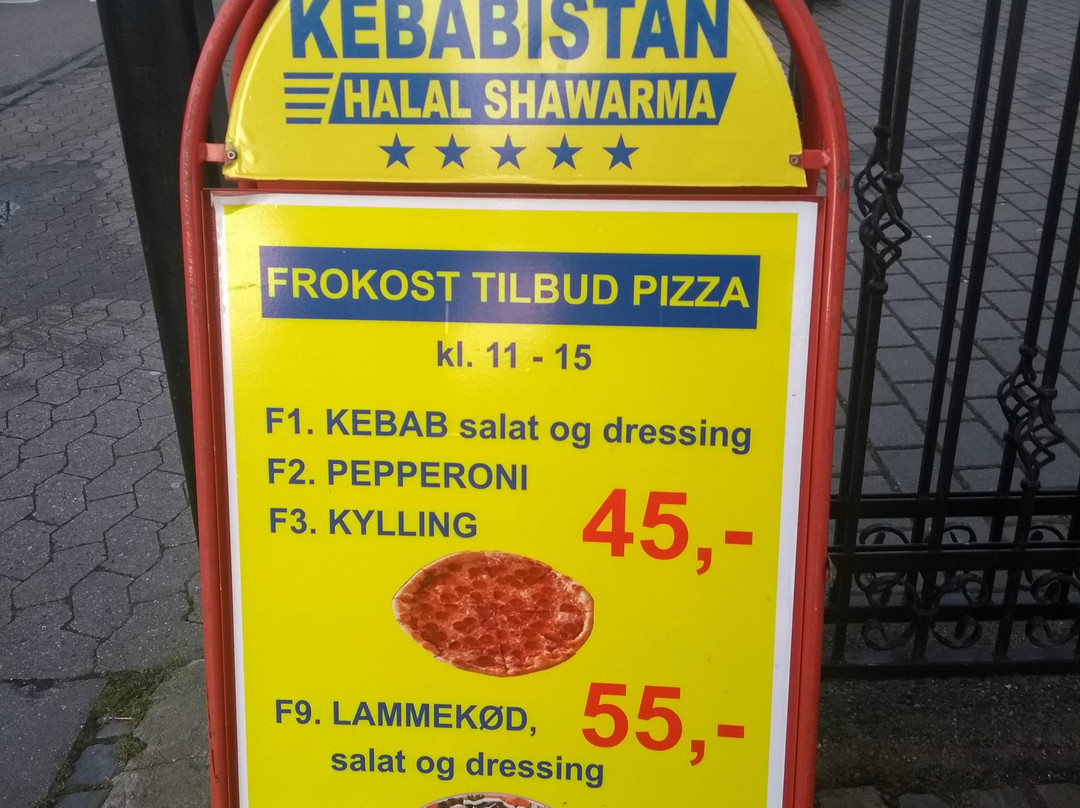 KEBABISTAN
HALAL SHAWARMA
FROKOST TILBUD PIZZA
kl. 11 - 15
F1. KEBAB salat og dressing
F2. PEPPERONI
F3. KYLLING
45,-
F9. LAMMEKØD,
55,-
salat og dressing